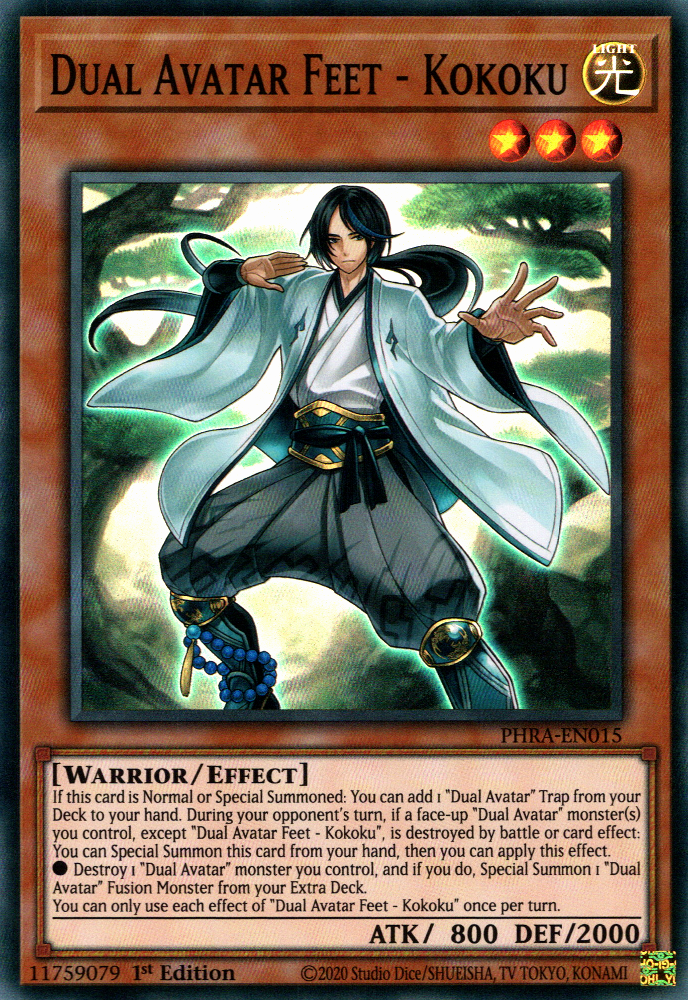 DUAL AVATAR FEET - KOKOKU
LIGHT
光
PHRA-EN015
[WARRIOR/EFFECT]
If this card is Normal or Special Summoned: You can add 1 "Dual Avatar" Trap from your
Deck to your hand. During your opponent's turn, if a face-up "Dual Avatar" monster(s)
you control, except "Dual Avatar Feet - Kokoku", is destroyed by battle or card effect:
You can Special Summon this card from your hand, then you can apply this effect.
● Destroy 1 "Dual Avatar" monster you control, and if you do, Special Summon 1 "Dual
Avatar" Fusion Monster from your Extra Deck.
You can only use each effect of "Dual Avatar Feet - Kokoku" once per turn.
ATK/ 800 DEF/2000
11759079 1st Edition ©2020 Studio Dice/SHUEISHA, TV TOKYO, KONAMI